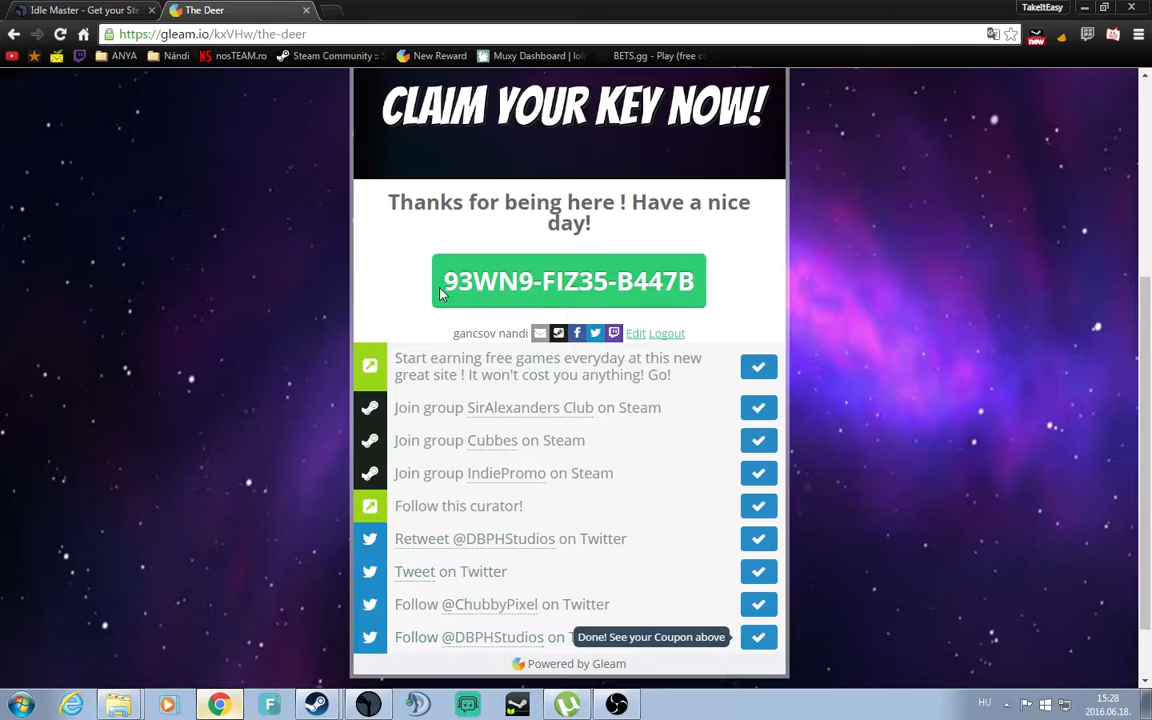 Idle Master - Get your Ste
The Deer
TakeItEasy
https://gleam.io/kxVHw/the-deer
new
ANYA
Nándi
nosTEAM.ro
Steam Community ::
New Reward
Muxy Dashboard | lol
BETS.gg - Play (free co
CLAIM YOUR KEY NOW!
Thanks for being here ! Have a nice
day!
93WN9-FIZ35-B447B
gancsov nandi
Edit Logout
Start earning free games everyday at this new
great site ! It won't cost you anything! Go!
Join group SirAlexanders Club on Steam
Join group Cubbes on Steam
Join group IndiePromo on Steam
Follow this curator!
Retweet @DBPHStudios on Twitter
Tweet on Twitter
Follow @ChubbyPixel on Twitter
Follow @DBPHStudios on T
Done! See your Coupon above
Powered by Gleam
HU
15:28
2016.06.18.